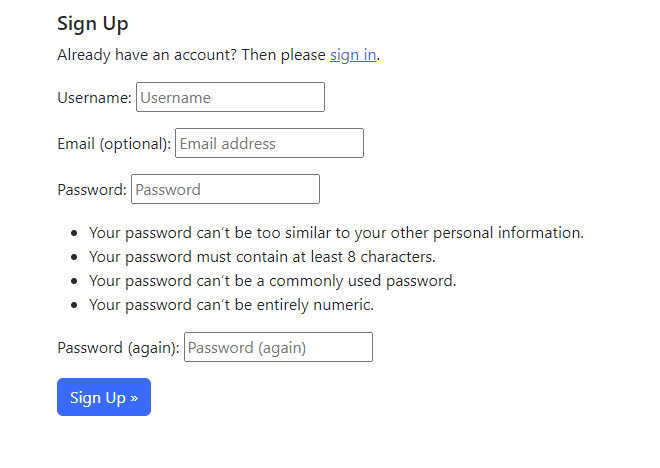 Sign Up
Already have an account? Then please sign in.
Username: Username
Email (optional): Email address
Password: Password
• Your password can’t be too similar to your other personal information.
• Your password must contain at least 8 characters.
• Your password can’t be a commonly used password.
• Your password can’t be entirely numeric.
Password (again): Password (again)
Sign Up »